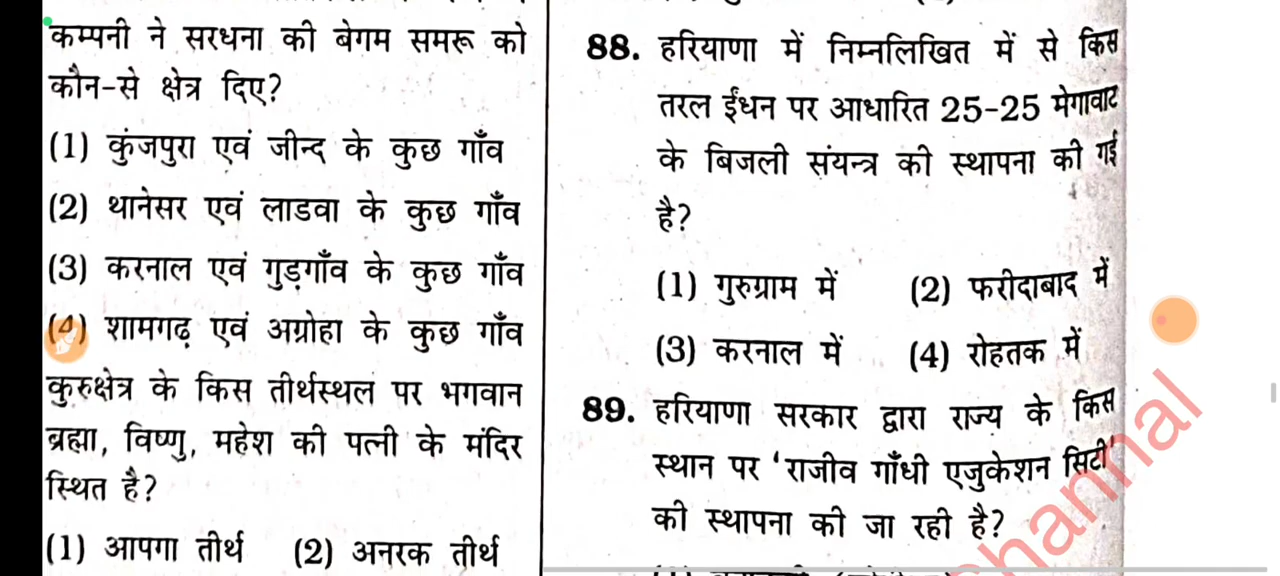 कम्पनी ने सरधना की बेगम समरू को
कौन-से क्षेत्र दिए?
(1) कुंजपुरा एवं जीन्द के कुछ गाँव
(2) थानेसर एवं लाडवा के कुछ गाँव
(3) करनाल एवं गुड़गाँव के कुछ गाँव
(4) शामगढ़ एवं अग्रोहा के कुछ गाँव
कुरुक्षेत्र के किस तीर्थस्थल पर भगवान
ब्रह्मा, विष्णु, महेश की पत्नी के मंदिर
स्थित है?
(1) आपगा तीर्थ (2) अनरक तीर्थ
88. हरियाणा में निम्नलिखित में से किस
तरल ईंधन पर आधारित 25-25 मेगावाट
के बिजली संयन्त्र की स्थापना की गई
है?
(1) गुरुग्राम में (2) फरीदाबाद में
(3) करनाल में (4) रोहतक में
89. हरियाणा सरकार द्वारा राज्य के किस
स्थान पर ‘राजीव गाँधी एजुकेशन सिटी’
की स्थापना की जा रही है?